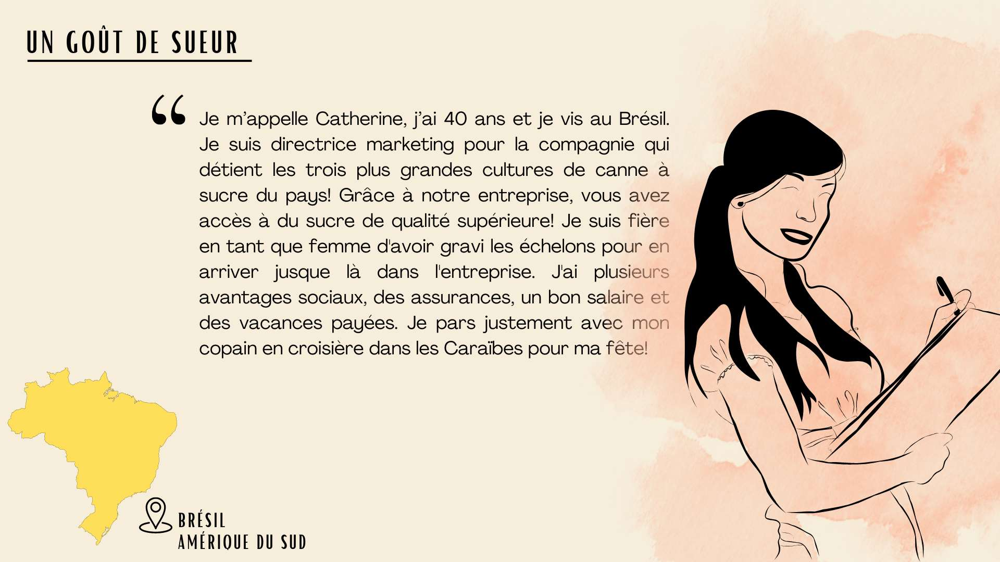 UN GOÛT DE SUEUR
“ Je m’appelle Catherine, j’ai 40 ans et je vis au Brésil.
Je suis directrice marketing pour la compagnie qui
détient les trois plus grandes cultures de canne à
sucre du pays! Grâce à notre entreprise, vous avez
accès à du sucre de qualité supérieure! Je suis fière
en tant que femme d'avoir gravi les échelons pour en
arriver jusque là dans l'entreprise. J'ai plusieurs
avantages sociaux, des assurances, un bon salaire et
des vacances payées. Je pars justement avec mon
copain en croisière dans les Caraïbes pour ma fête!
BRÉSIL
AMÉRIQUE DU SUD